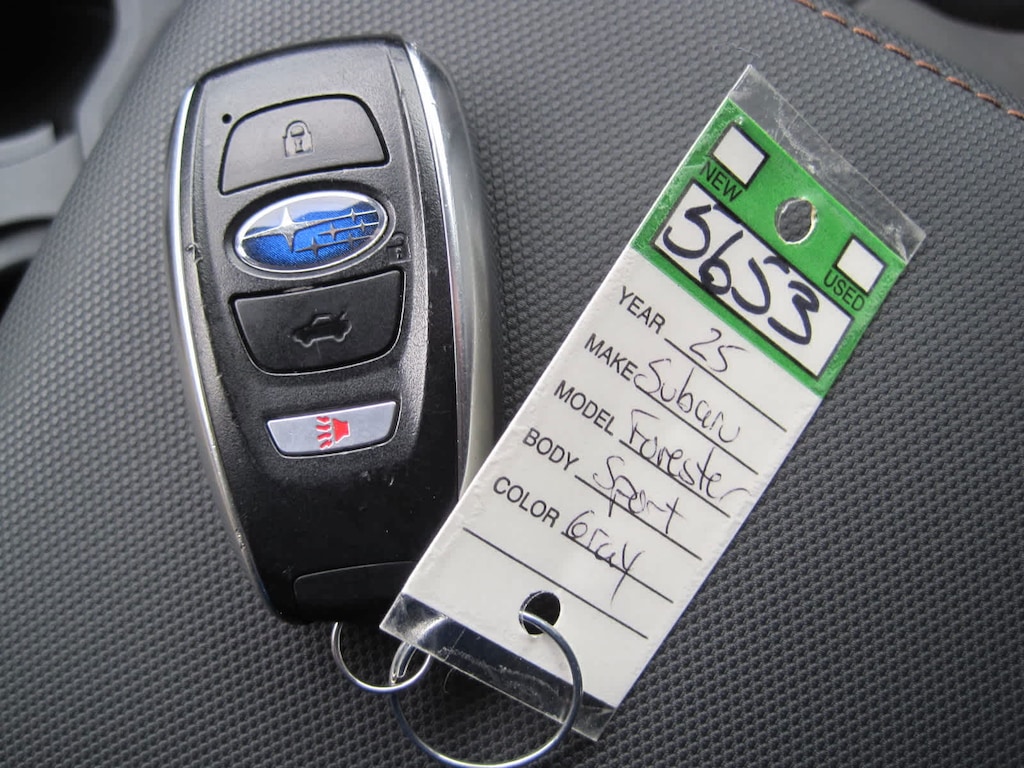 NEW
USED
5653
YEAR 25
MAKE Subaru
MODEL Forester
BODY Sport
COLOR Gray